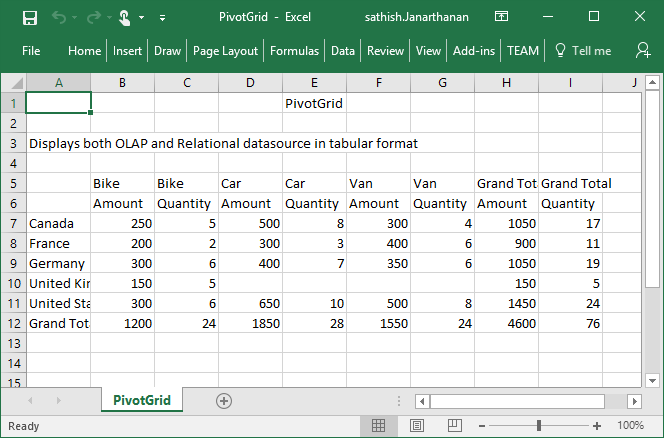 PivotGrid - Excel sathish.Janarthanan
File Home Insert Draw Page Layout Formulas Data Review View Add-ins TEAM Tell me
A B C D E F G H I J
1 PivotGrid
2
3 Displays both OLAP and Relational datasource in tabular format
4
5 Bike Bike Car Car Van Van Grand Tot Grand Total
6 Amount Quantity Amount Quantity Amount Quantity Amount Quantity
7 Canada 250 5 500 8 300 4 1050 17
8 France 200 2 300 3 400 6 900 11
9 Germany 300 6 400 7 350 6 1050 19
10 United Kin 150 5 150 5
11 United Sta 300 6 650 10 500 8 1450 24
12 Grand Tot 1200 24 1850 28 1550 24 4600 76
13
14
15
PivotGrid
Ready 100%